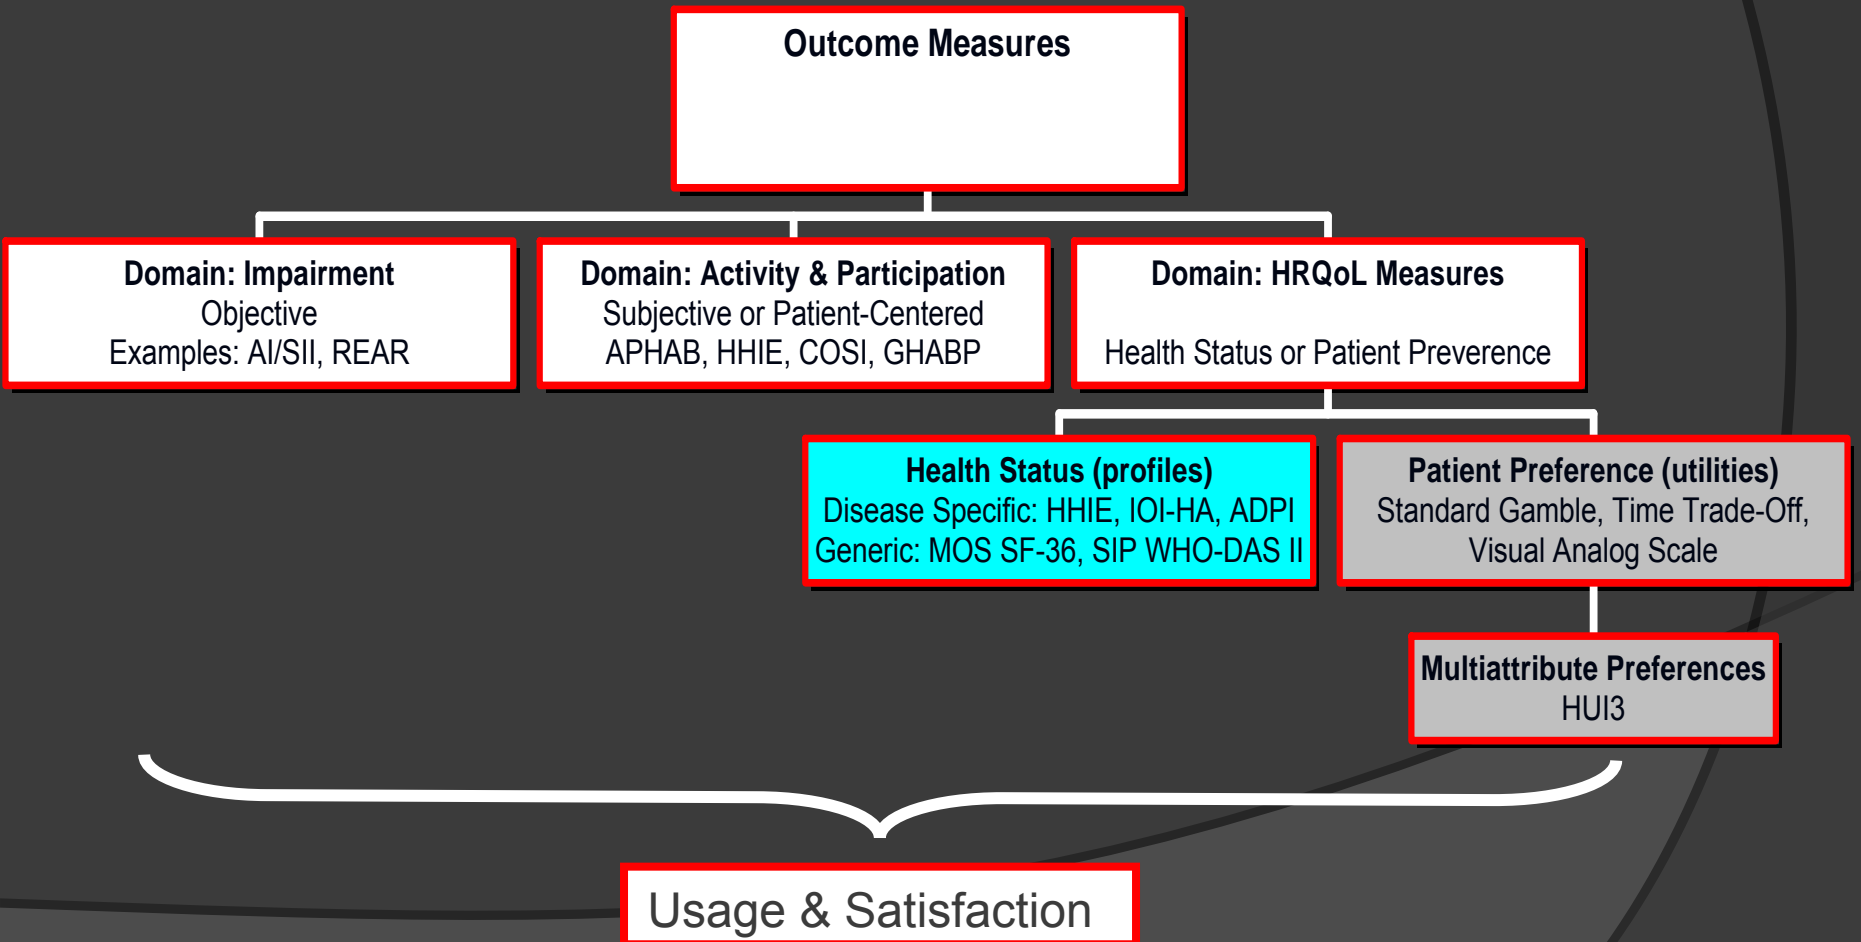 Outcome Measures
Domain: Impairment
Objective
Examples: AI/SII, REAR
Domain: Activity & Participation
Subjective or Patient-Centered
APHAB, HHIE, COSI, GHABP
Domain: HRQoL Measures
Health Status or Patient Preverence
Health Status (profiles)
Disease Specific: HHIE, IOI-HA, ADPI
Generic: MOS SF-36, SIP WHO-DAS II
Patient Preference (utilities)
Standard Gamble, Time Trade-Off,
Visual Analog Scale
Multiattribute Preferences
HUI3
Usage & Satisfaction